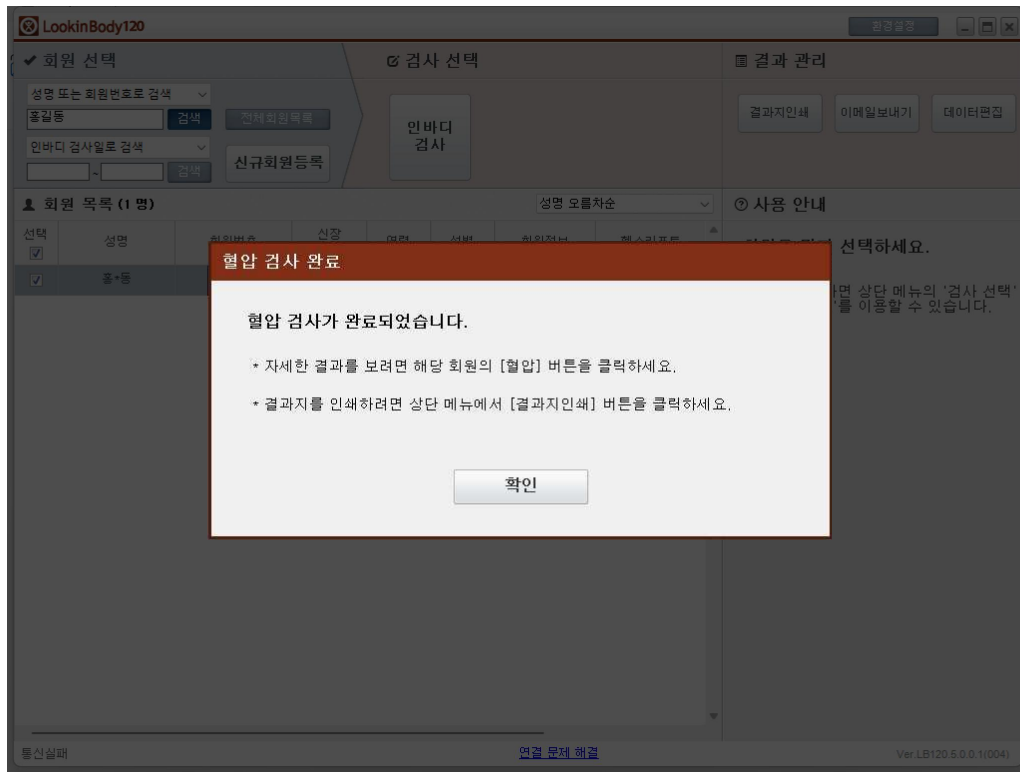 LookinBody120
환경설정
회원 선택
검사 선택
결과 관리
성명 또는 회원번호로 검색
홍길동
검색
전체회원목록
인바디 검사일로 검색
~
검색
신규회원등록
인바디
검사
결과지인쇄
이메일보내기
데이터편집
회원 목록 (1 명)
성명 오름차순
사용 안내
선택
성명
회원번호
신장
연령
성별
회원정보
헬스리포트
선택하세요.
홍*동
면 상단 메뉴의 '검사 선택'
'를 이용할 수 있습니다.
혈압 검사 완료
혈압 검사가 완료되었습니다.
* 자세한 결과를 보려면 해당 회원의 [혈압] 버튼을 클릭하세요.
* 결과지를 인쇄하려면 상단 메뉴에서 [결과지인쇄] 버튼을 클릭하세요.
확인
통신실패
연결 문제 해결
Ver.LB120.5.0.0.1(004)